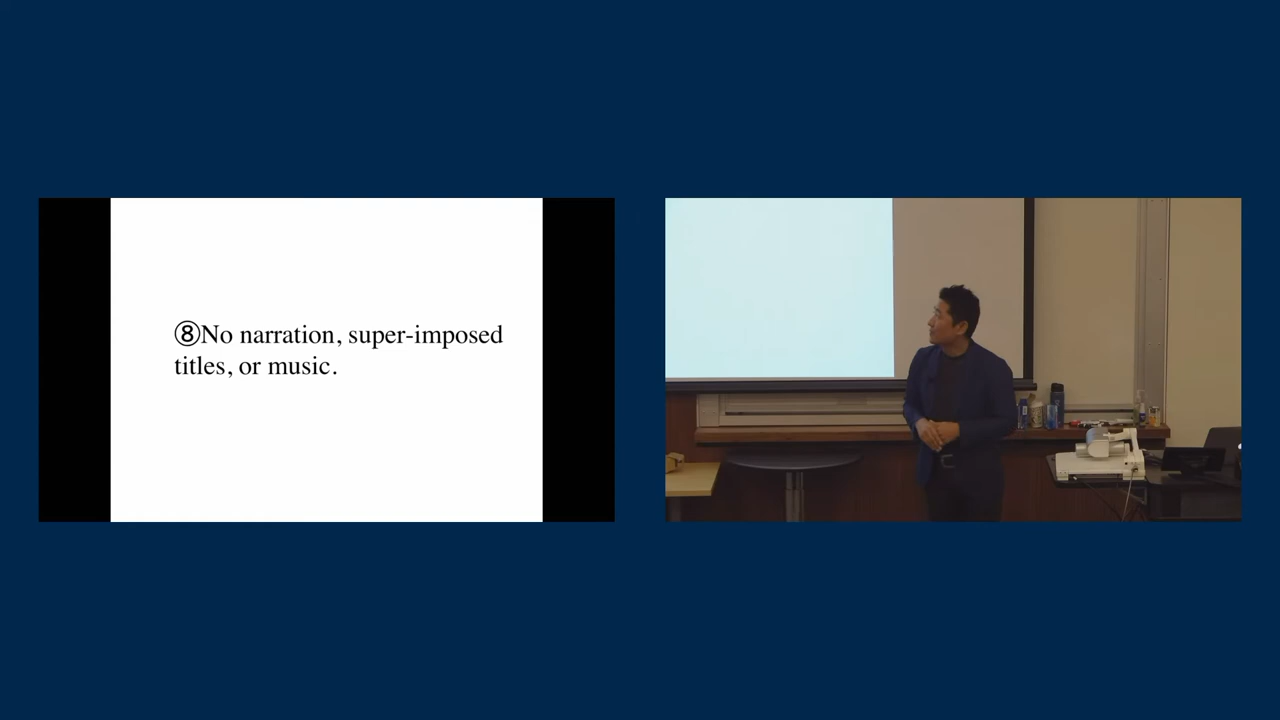 ⑧No narration, super-imposed
titles, or music.